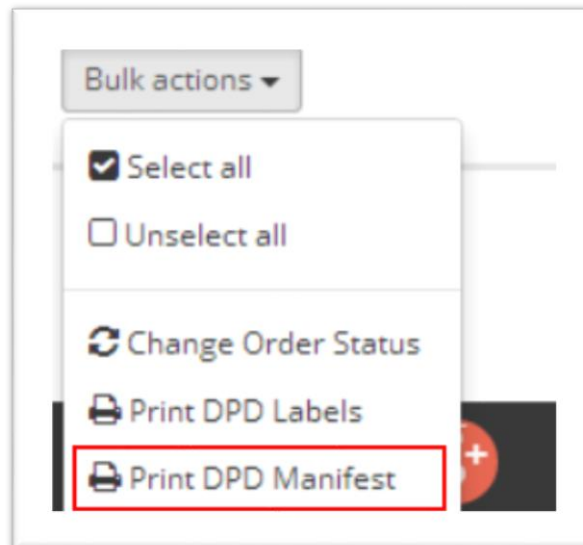 Bulk actions
Select all
Unselect all
Change Order Status
Print DPD Labels
Print DPD Manifest